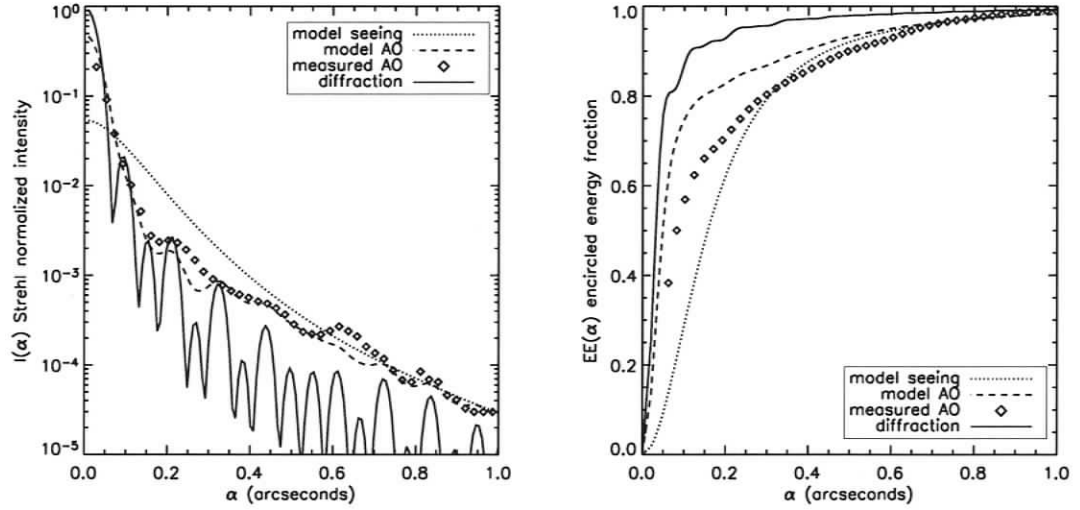 I(α) Strehl normalized intensity
10⁰
10⁻¹
10⁻²
10⁻³
10⁻⁴
10⁻⁵
model seeing
model AO
measured AO
diffraction
0.0 0.2 0.4 0.6 0.8 1.0
α (arcseconds)
EE(α) encircled energy fraction
1.0
0.8
0.6
0.4
0.2
0.0
model seeing
model AO
measured AO
diffraction
0.0 0.2 0.4 0.6 0.8 1.0
α (arcseconds)